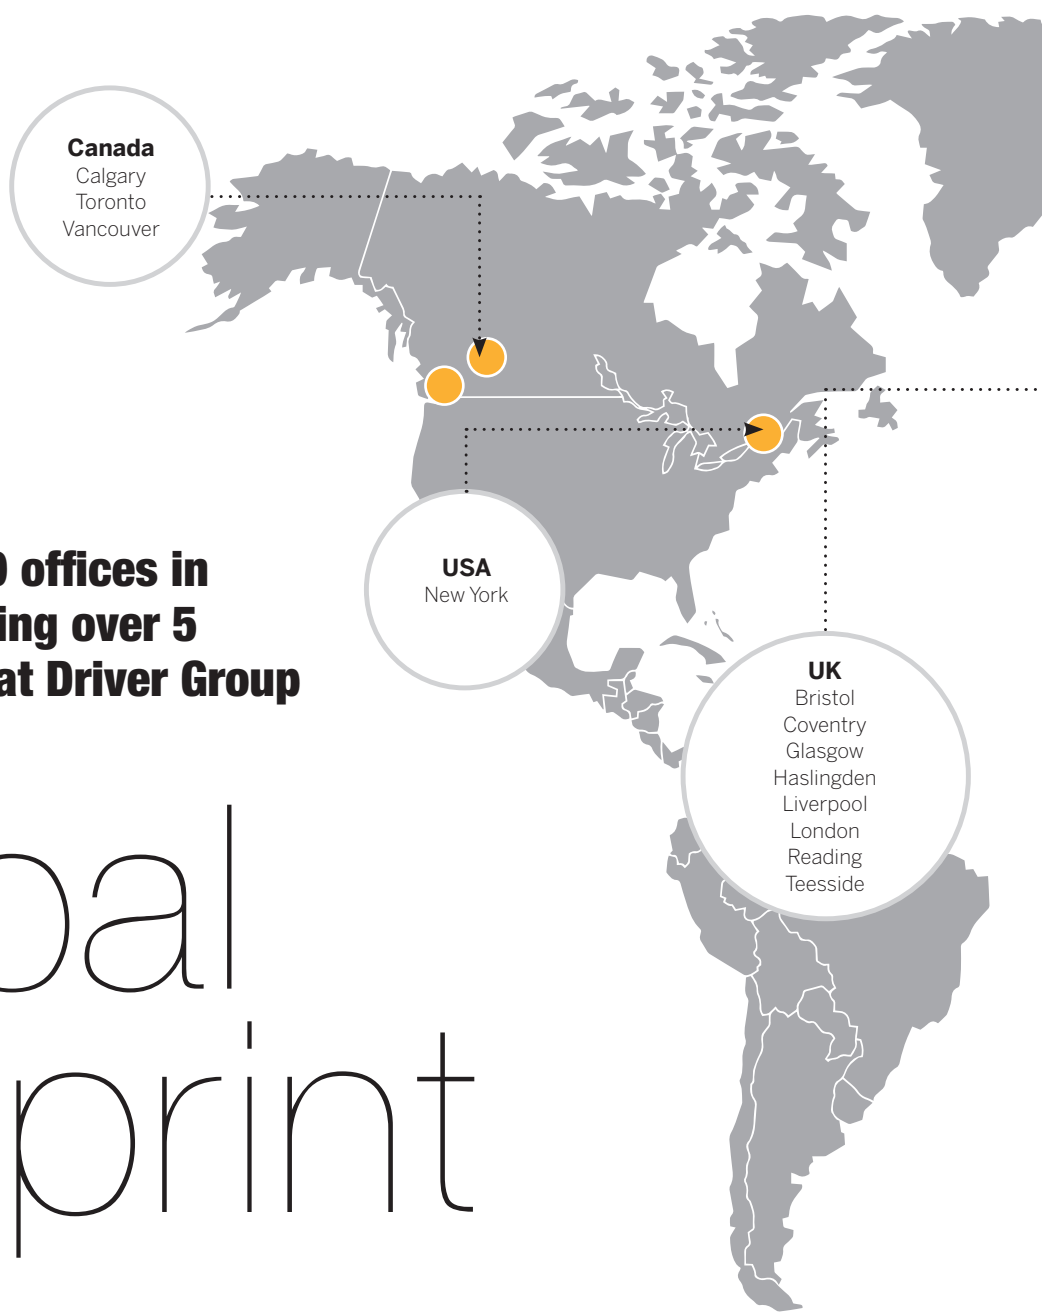 Canada
Calgary
Toronto
Vancouver
USA
New York
offices in
ing over 5
at Driver Group
UK
Bristol
Coventry
Glasgow
Haslingden
Liverpool
London
Reading
Teesside
bal
print